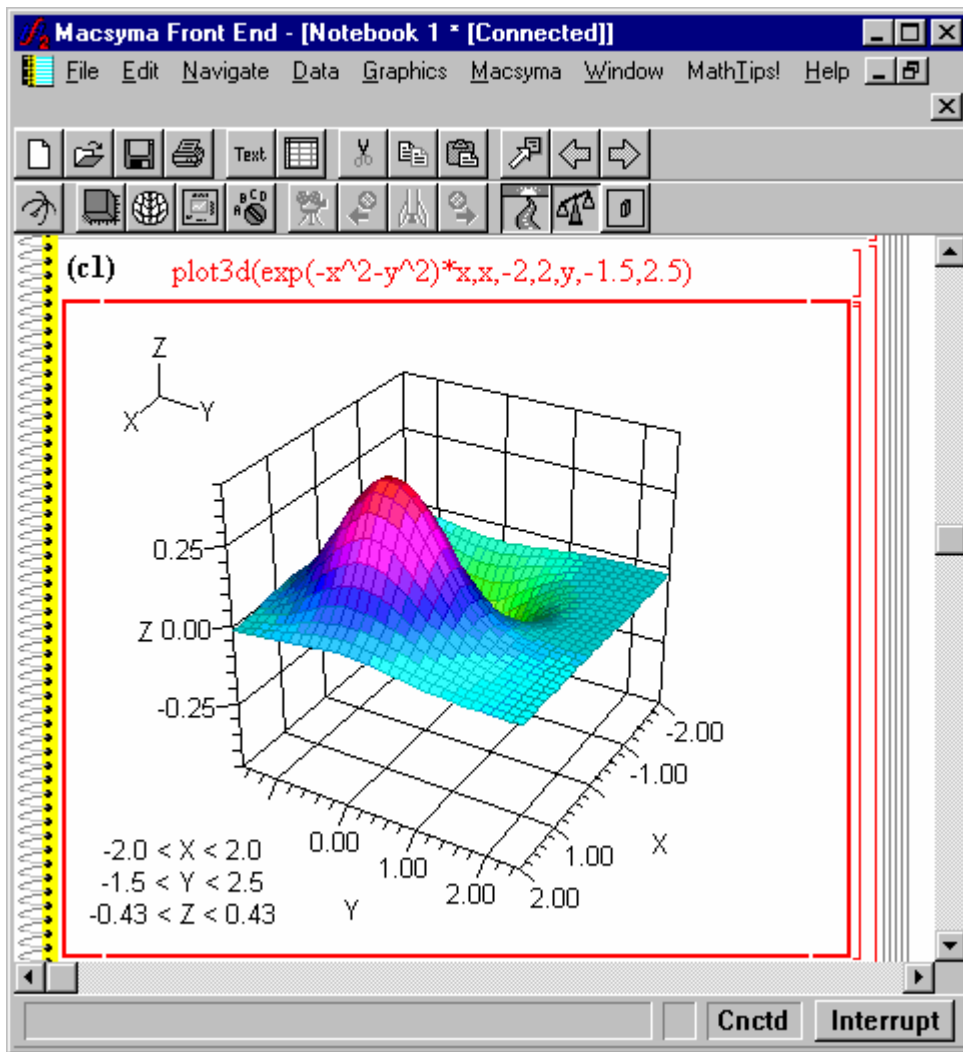 Macsyma Front End - [Notebook 1 * [Connected]]
File Edit Navigate Data Graphics Macsyma Window MathTips! Help
Text
A B C D
(c1) plot3d(exp(-x^2-y^2)*x,x,-2,2,y,-1.5,2.5)
Z
X Y
0.25
Z 0.00
-0.25
-2.00
-1.00
X
1.00
2.00
0.00
1.00
2.00
Y
-2.0 < X < 2.0
-1.5 < Y < 2.5
-0.43 < Z < 0.43
Cnctd Interrupt